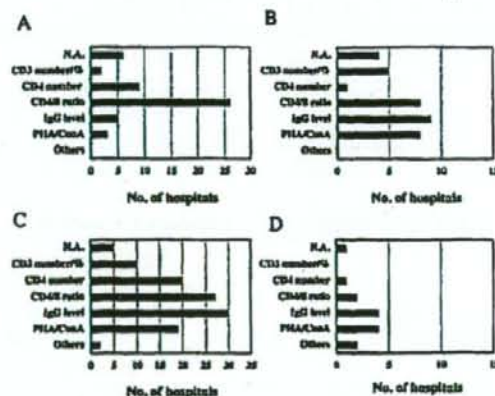 A
N.A.
CD3 number/%
CD4 number
CD4/8 ratio
IgG level
PHA/ConA
Others
0 5 10 15 20 25 30
No. of hospitals
B
N.A.
CD3 number/%
CD4 number
CD4/8 ratio
IgG level
PHA/ConA
Others
0 5 10 15
No. of hospitals
C
N.A.
CD3 number/%
CD4 number
CD4/8 ratio
IgG level
PHA/ConA
Others
0 5 10 15 20 25 30 35
No. of hospitals
D
N.A.
CD3 number/%
CD4 number
CD4/8 ratio
IgG level
PHA/ConA
Others
0 5 10 15
No. of hospitals